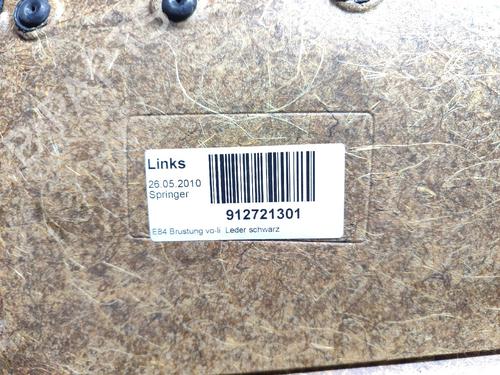 Links
26.05.2010
Springer
912721301
E84 Brustung vo-li Leder schwarz